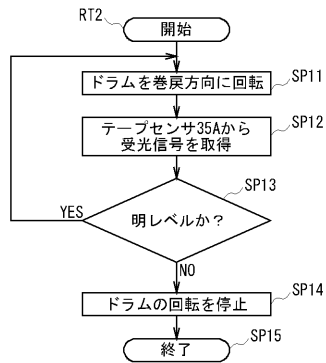 RT2
開始
ドラムを巻戻方向に回転
SP11
テープセンサ35Aから
受光信号を取得
SP12
SP13
明レベルか?
YES
NO
ドラムの回転を停止
SP14
終了
SP15